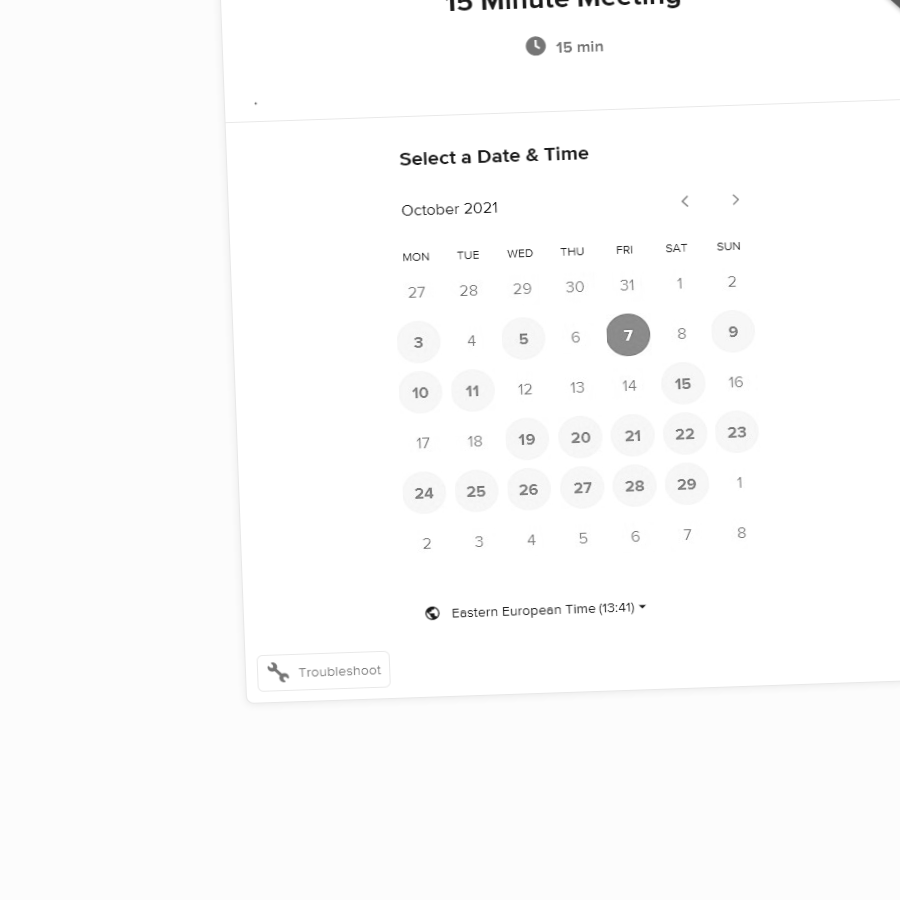 15 Minute Meeting
15 min
Select a Date & Time
October 2021
MON TUE WED THU FRI SAT SUN
27 28 29 30 31 1 2
3 4 5 6 7 8 9
10 11 12 13 14 15 16
17 18 19 20 21 22 23
24 25 26 27 28 29 1
2 3 4 5 6 7 8
Eastern European Time (13:41)
Troubleshoot